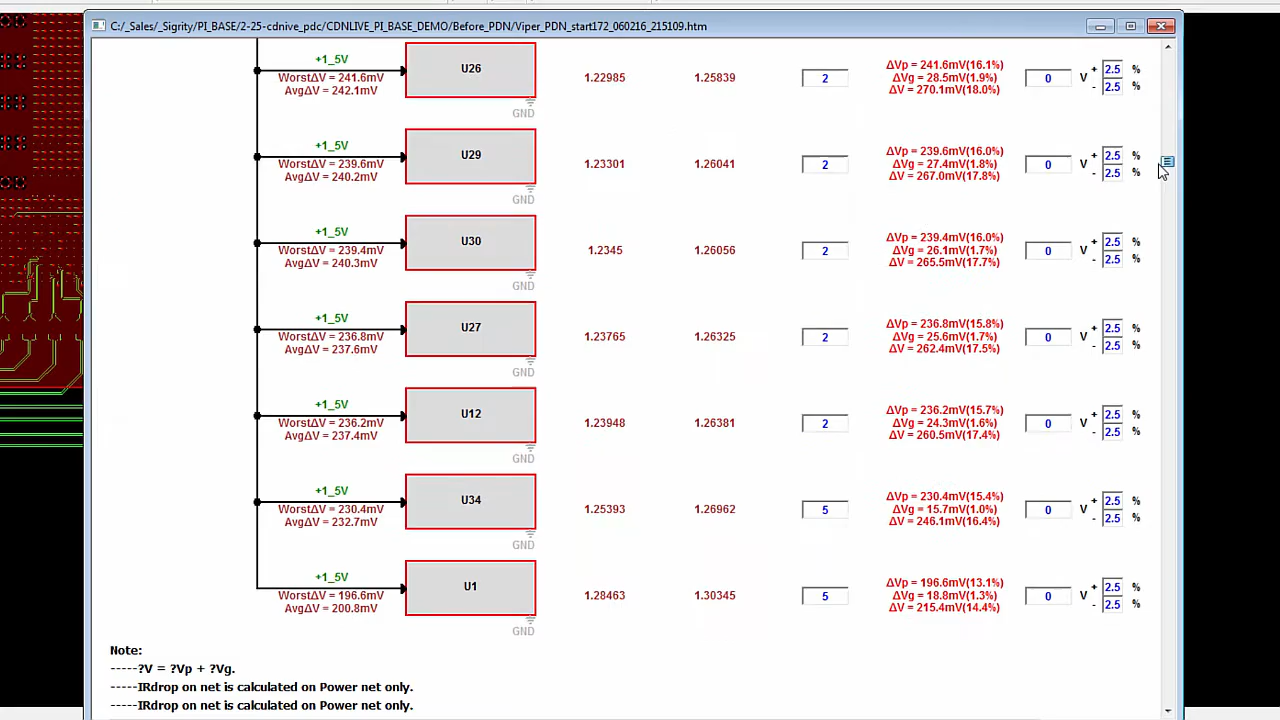 C:/_Sales/_Sigrity/PI_BASE/2-25-cdnive_pdc/CDNLIVE_PI_BASE_DEMO/Before_PDN/Viper_PDN_start172_060216_215109.htm
+1_5V
WorstΔV = 241.6mV
AvgΔV = 242.1mV
U26
GND
1.22985
1.25839
2
ΔVp = 241.6mV(16.1%)
ΔVg = 28.5mV(1.9%)
ΔV = 270.1mV(18.0%)
0 V
+ 2.5 %
- 2.5 %
+1_5V
WorstΔV = 239.6mV
AvgΔV = 240.2mV
U29
GND
1.23301
1.26041
2
ΔVp = 239.6mV(16.0%)
ΔVg = 27.4mV(1.8%)
ΔV = 267.0mV(17.8%)
0 V
+ 2.5 %
- 2.5 %
+1_5V
WorstΔV = 239.4mV
AvgΔV = 240.3mV
U30
GND
1.2345
1.26056
2
ΔVp = 239.4mV(16.0%)
ΔVg = 26.1mV(1.7%)
ΔV = 265.5mV(17.7%)
0 V
+ 2.5 %
- 2.5 %
+1_5V
WorstΔV = 236.8mV
AvgΔV = 237.6mV
U27
GND
1.23765
1.26325
2
ΔVp = 236.8mV(15.8%)
ΔVg = 25.6mV(1.7%)
ΔV = 262.4mV(17.5%)
0 V
+ 2.5 %
- 2.5 %
+1_5V
WorstΔV = 236.2mV
AvgΔV = 237.4mV
U12
GND
1.23948
1.26381
2
ΔVp = 236.2mV(15.7%)
ΔVg = 24.3mV(1.6%)
ΔV = 260.5mV(17.4%)
0 V
+ 2.5 %
- 2.5 %
+1_5V
WorstΔV = 230.4mV
AvgΔV = 232.7mV
U34
GND
1.25393
1.26962
5
ΔVp = 230.4mV(15.4%)
ΔVg = 15.7mV(1.0%)
ΔV = 246.1mV(16.4%)
0 V
+ 2.5 %
- 2.5 %
+1_5V
WorstΔV = 196.6mV
AvgΔV = 200.8mV
U1
GND
1.28463
1.30345
5
ΔVp = 196.6mV(13.1%)
ΔVg = 18.8mV(1.3%)
ΔV = 215.4mV(14.4%)
0 V
+ 2.5 %
- 2.5 %
Note:
-----?V = ?Vp + ?Vg.
-----IRdrop on net is calculated on Power net only.
-----IRdrop on net is calculated on Power net only.